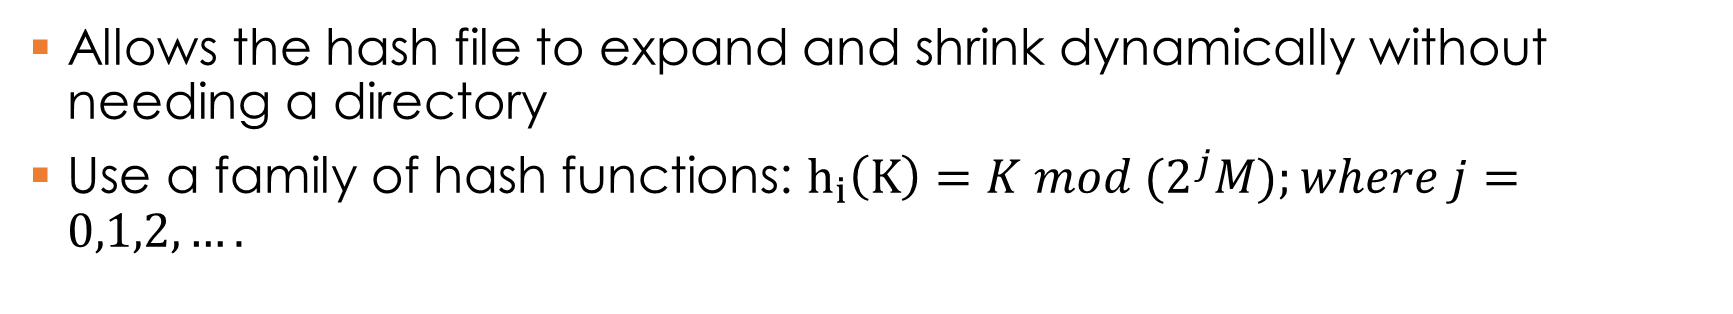 ▪ Allows the hash file to expand and shrink dynamically without
needing a directory
▪ Use a family of hash functions: hᵢ(K) = K mod (2ʲM); where j =
0,1,2, ... .